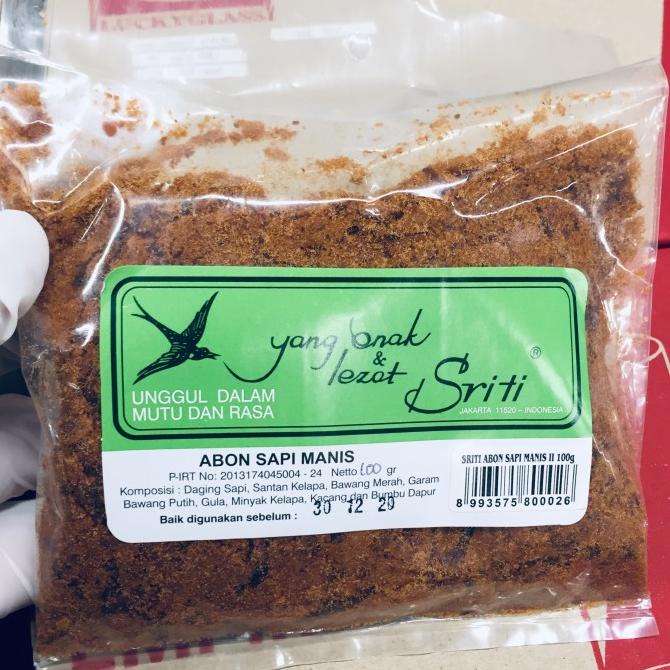 LUCKYGLASS
yang enak
& lezat
Sriti ®
UNGGUL DALAM
MUTU DAN RASA
JAKARTA 11520 – INDONESIA
ABON SAPI MANIS
P-IRT No: 2013174045004 - 24 Netto 100 gr
Komposisi : Daging Sapi, Santan Kelapa, Bawang Merah, Garam
Bawang Putih, Gula, Minyak Kelapa, Kacang dan Bumbu Dapur
Baik digunakan sebelum : 30 12 20
SRITI ABON SAPI MANIS II 100g
8 993575 800026